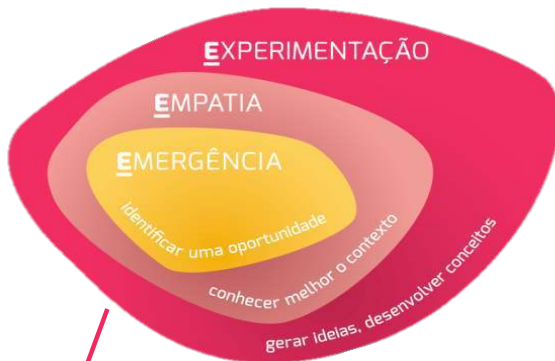 EXPERIMENTAÇÃO
EMPATIA
EMERGÊNCIA
identificar uma oportunidade
conhecer melhor o contexto
gerar ideias, desenvolver conceitos